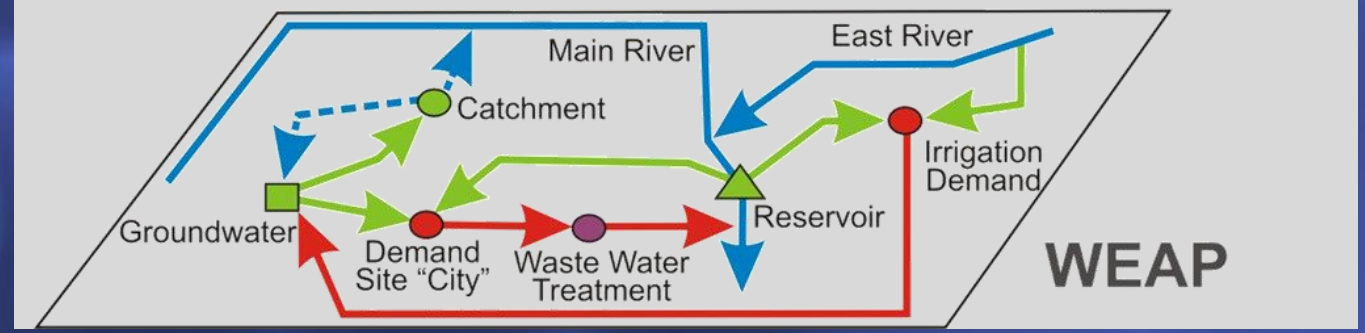 Main River
East River
Catchment
Irrigation
Demand
Groundwater
Reservoir
Demand
Site “City”
Waste Water
Treatment
WEAP